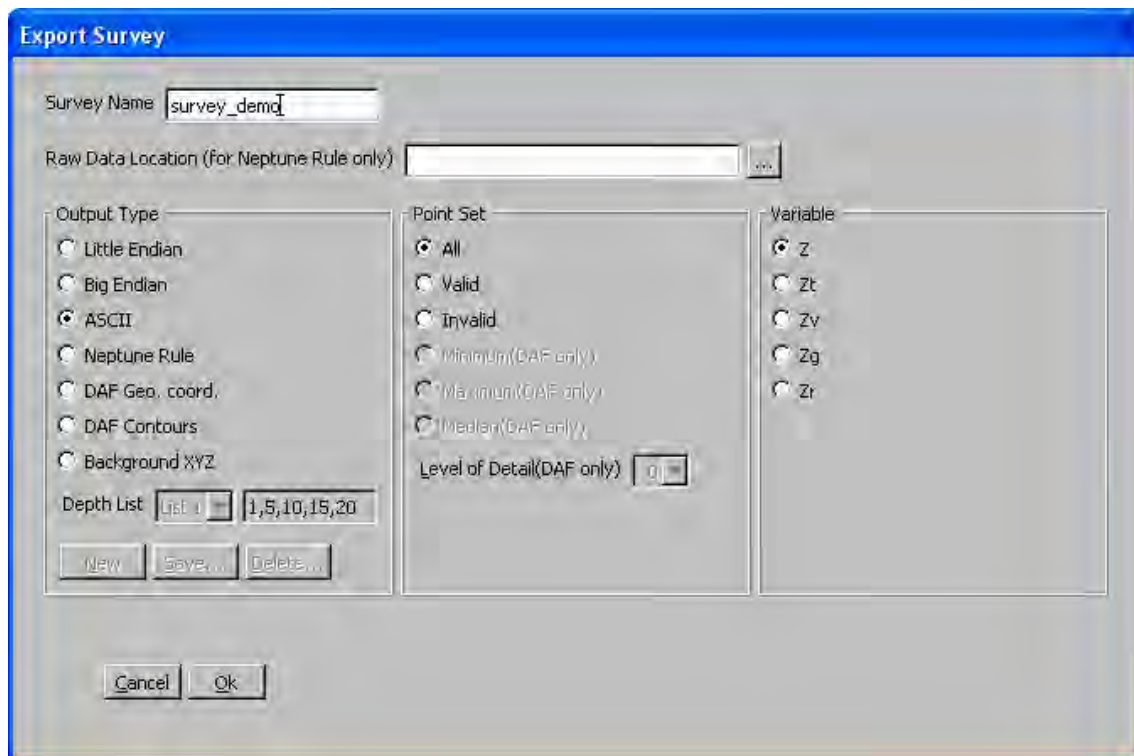 Export Survey
Survey Name survey_demo
Raw Data Location (for Neptune Rule only) ...
Output Type
Little Endian
Big Endian
ASCII
Neptune Rule
DAF Geo. coord.
DAF Contours
Background XYZ
Depth List List 1 1,5,10,15,20
New Save... Delete...
Point Set
All
Valid
Invalid
Minimum(DAF only)
Maximum(DAF only)
Median(DAF only)
Level of Detail(DAF only) 0
Variable
Z
Zt
Zv
Zg
Zr
Cancel Ok